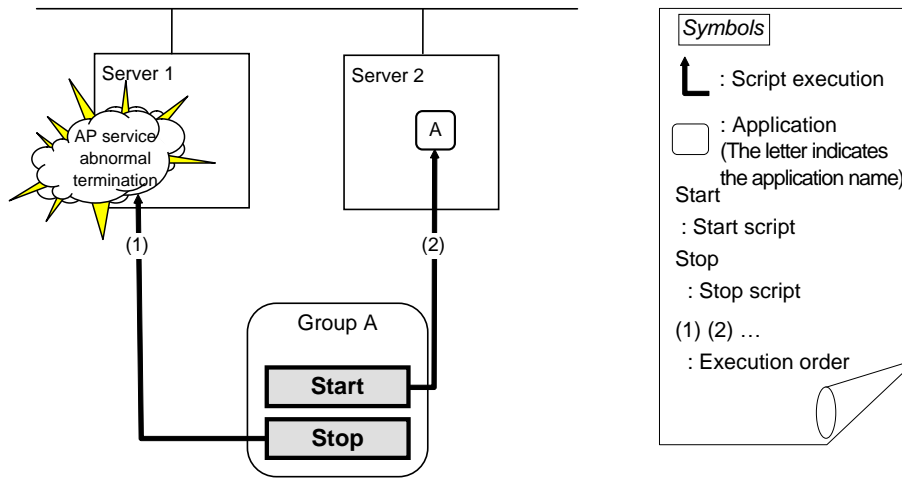 Server 1
AP service
abnormal
termination
Server 2
A
(1)
(2)
Group A
Start
Stop
Symbols
: Script execution
: Application
(The letter indicates
the application name)
Start
: Start script
Stop
: Stop script
(1) (2) …
: Execution order